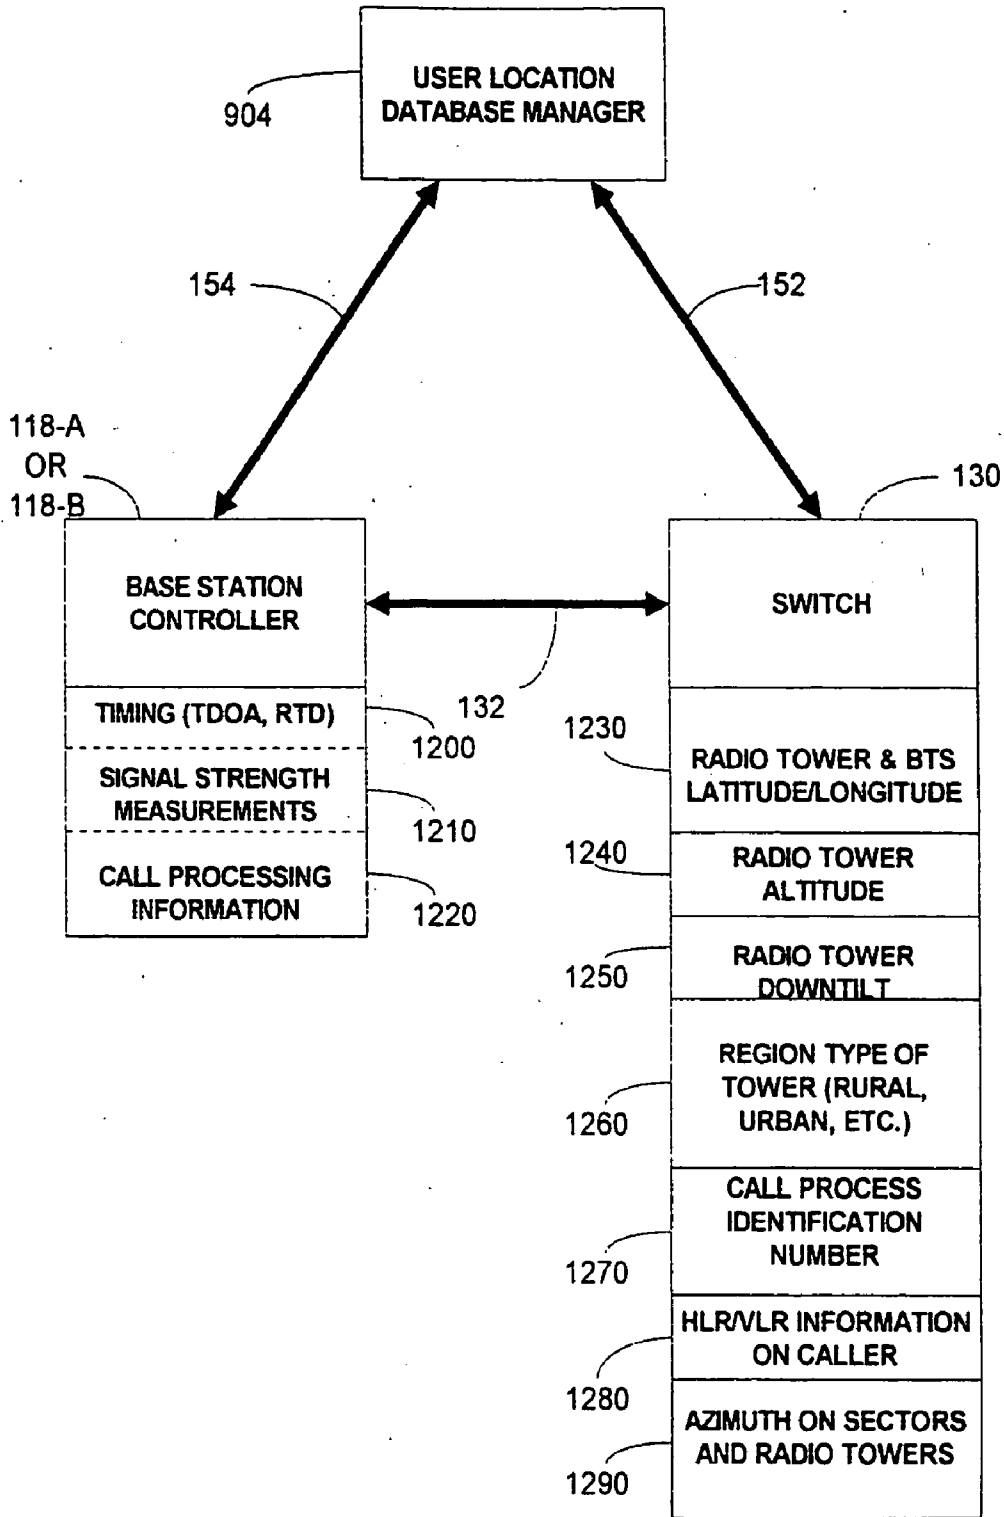 USER LOCATION
DATABASE MANAGER
904
154
152
118-A
OR
118-B
130
BASE STATION
CONTROLLER
SWITCH
132
TIMING (TDOA, RTD)
1200
SIGNAL STRENGTH
MEASUREMENTS
1210
CALL PROCESSING
INFORMATION
1220
1230
RADIO TOWER & BTS
LATITUDE/LONGITUDE
1240
RADIO TOWER
ALTITUDE
1250
RADIO TOWER
DOWNTILT
REGION TYPE OF
TOWER (RURAL,
URBAN, ETC.)
1260
CALL PROCESS
IDENTIFICATION
NUMBER
1270
HLR/VLR INFORMATION
ON CALLER
1280
AZIMUTH ON SECTORS
AND RADIO TOWERS
1290